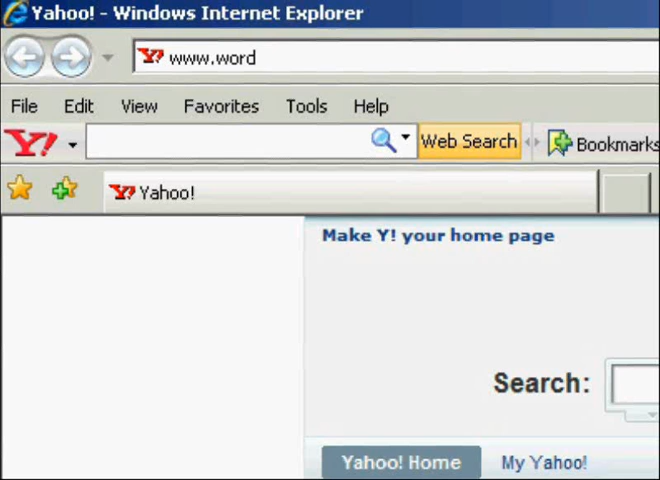 Yahoo! - Windows Internet Explorer
Y! www.word
File Edit View Favorites Tools Help
Y! Web Search Bookmarks
Y! Yahoo!
Make Y! your home page
Search:
Yahoo! Home My Yahoo!